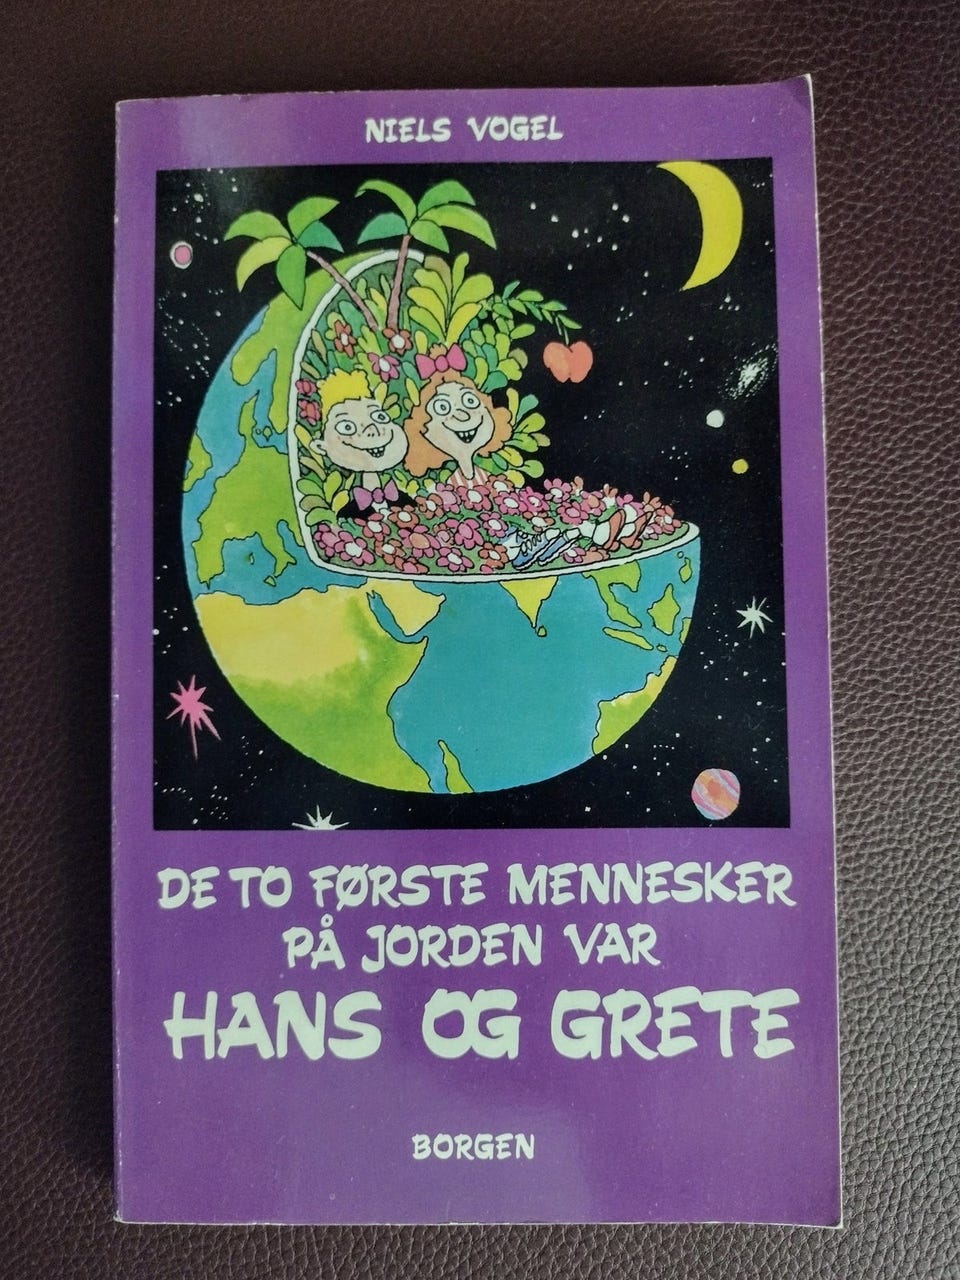 NIELS VOGEL
DE TO FØRSTE MENNESKER
PÅ JORDEN VAR
HANS OG GRETE
BORGEN